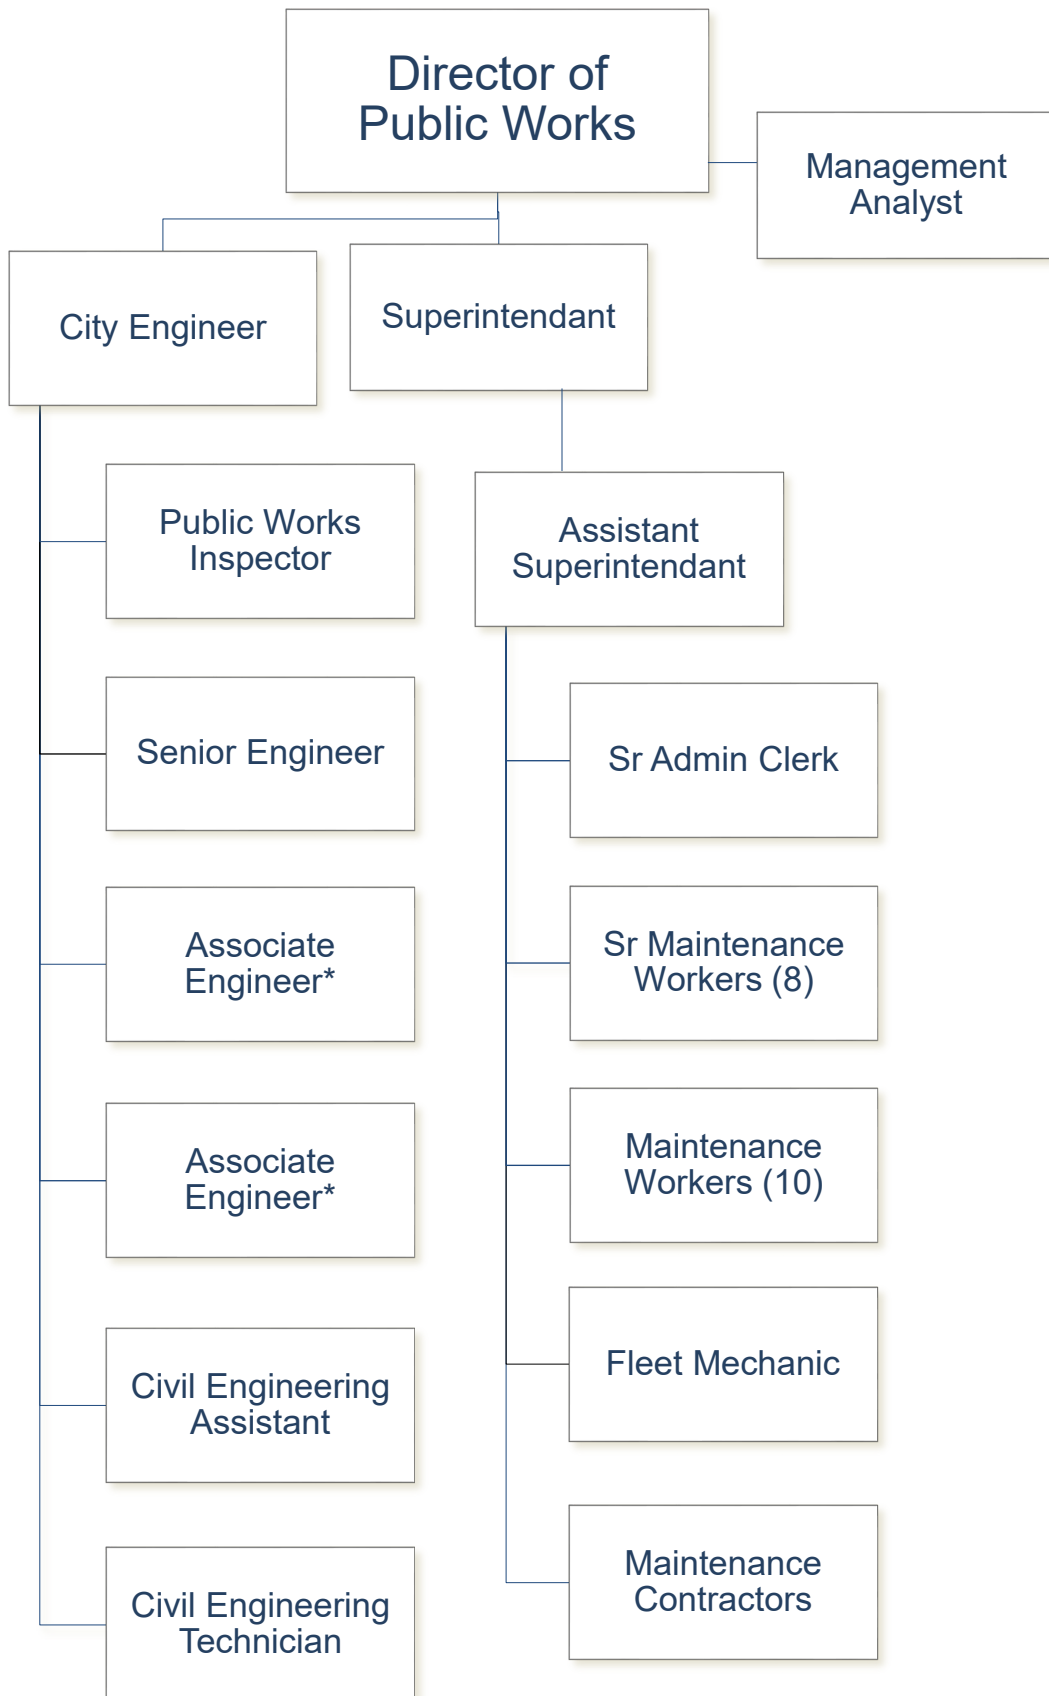 Director of
Public Works
Management
Analyst
City Engineer
Superintendant
Public Works
Inspector
Senior Engineer
Associate
Engineer*
Associate
Engineer*
Civil Engineering
Assistant
Civil Engineering
Technician
Assistant
Superintendant
Sr Admin Clerk
Sr Maintenance
Workers (8)
Maintenance
Workers (10)
Fleet Mechanic
Maintenance
Contractors